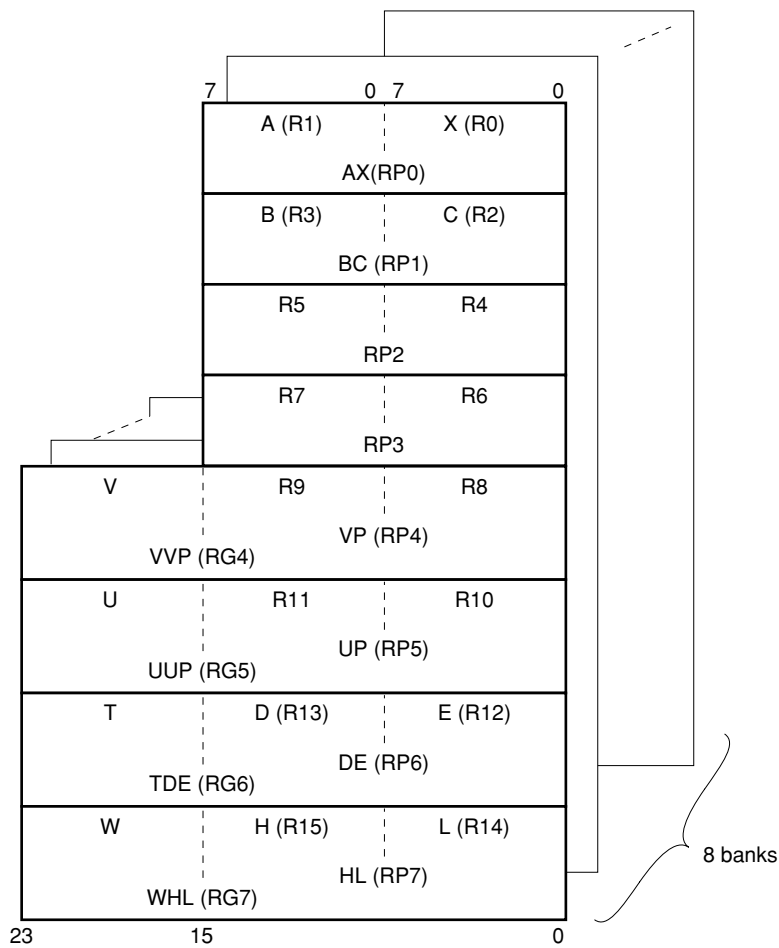 7 0 7 0
A (R1) X (R0)
AX(RP0)
B (R3) C (R2)
BC (RP1)
R5 R4
RP2
R7 R6
RP3
V R9 R8
VP (RP4)
VVP (RG4)
U R11 R10
UP (RP5)
UUP (RG5)
T D (R13) E (R12)
DE (RP6)
TDE (RG6)
W H (R15) L (R14)
HL (RP7)
8 banks
WHL (RG7)
23 15 0